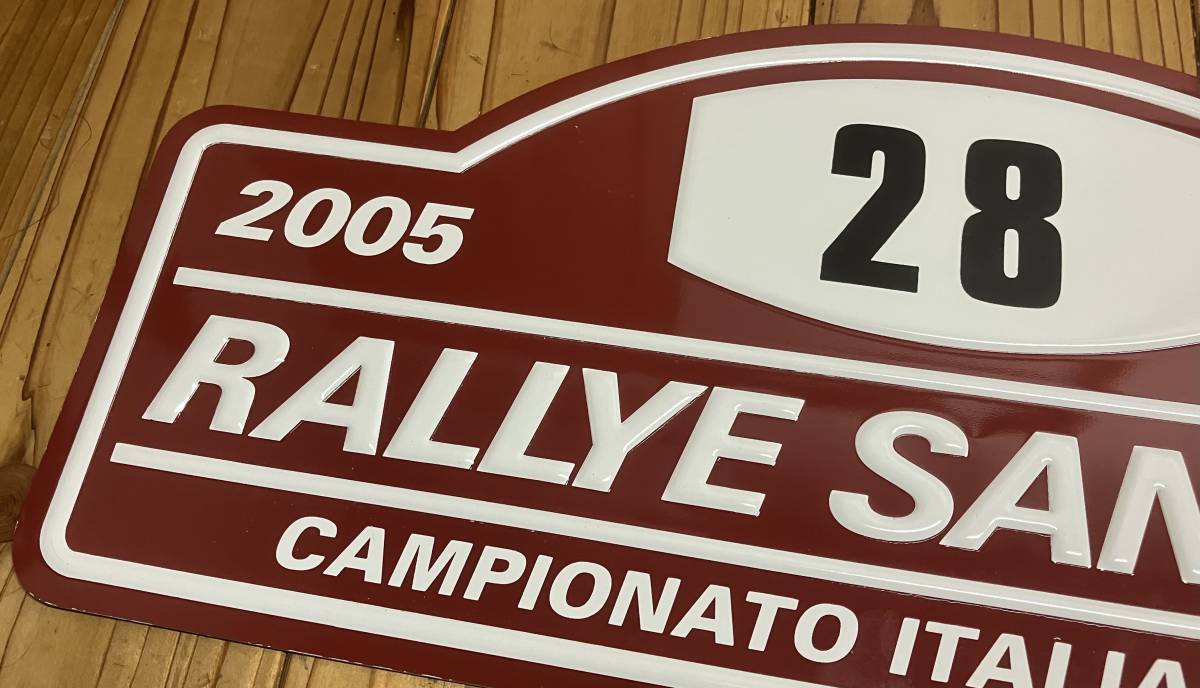 28
2005
RALLYE SAN
CAMPIONATO ITALIA